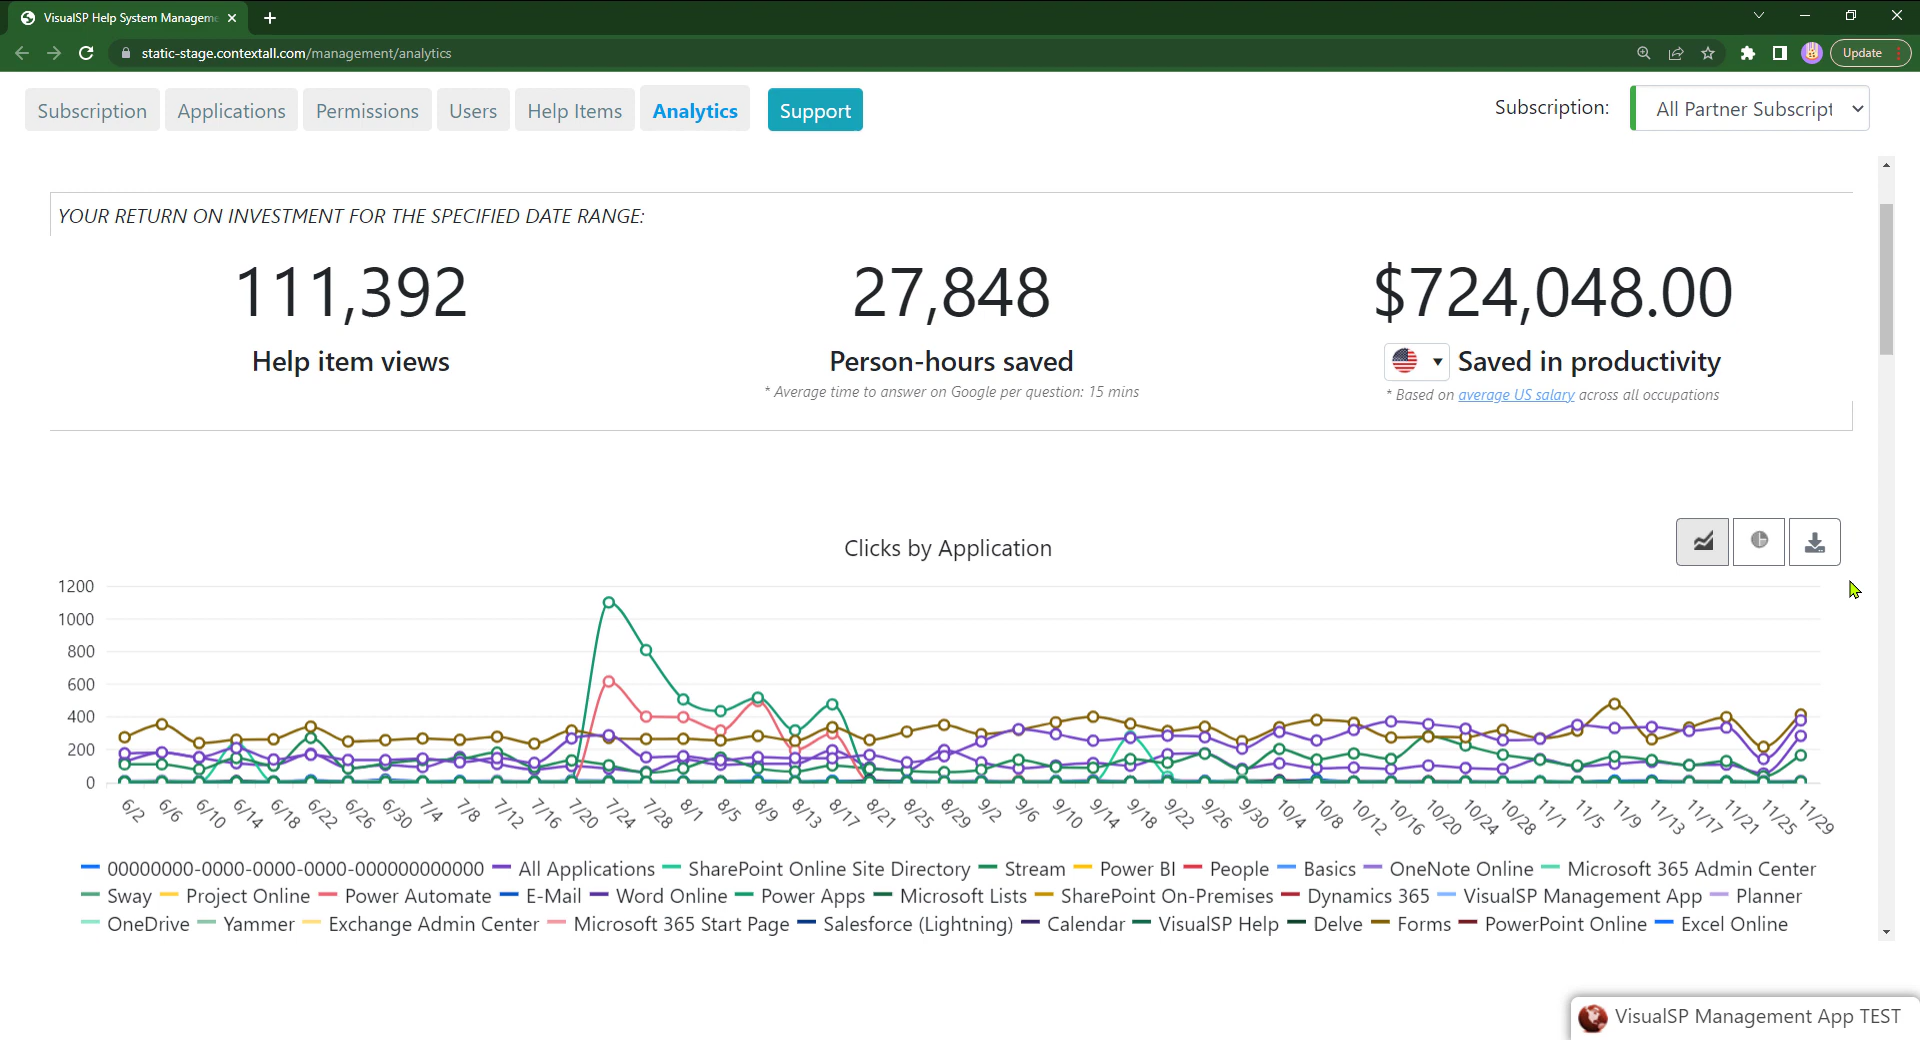 VisualSP Help System Manageme
static-stage.contextall.com/management/analytics
Update
Subscription Applications Permissions Users Help Items Analytics Support
Subscription: All Partner Subscript
YOUR RETURN ON INVESTMENT FOR THE SPECIFIED DATE RANGE:
111,392 27,848 $724,048.00
Help item views Person-hours saved Saved in productivity
* Average time to answer on Google per question: 15 mins * Based on average US salary across all occupations
Clicks by Application
1200
1000
800
600
400
200
0
6/2 6/6 6/10 6/14 6/18 6/22 6/26 6/30 7/4 7/8 7/12 7/16 7/20 7/24 7/28 8/1 8/5 8/9 8/13 8/17 8/21 8/25 8/29 9/2 9/6 9/10 9/14 9/18 9/22 9/26 9/30 10/4 10/8 10/12 10/16 10/20 10/24 10/28 11/1 11/5 11/9 11/13 11/17 11/21 11/25 11/29
00000000-0000-0000-0000-000000000000 All Applications SharePoint Online Site Directory Stream Power BI People Basics OneNote Online Microsoft 365 Admin Center
Sway Project Online Power Automate E-Mail Word Online Power Apps Microsoft Lists SharePoint On-Premises Dynamics 365 VisualSP Management App Planner
OneDrive Yammer Exchange Admin Center Microsoft 365 Start Page Salesforce (Lightning) Calendar VisualSP Help Delve Forms PowerPoint Online Excel Online
VisualSP Management App TEST